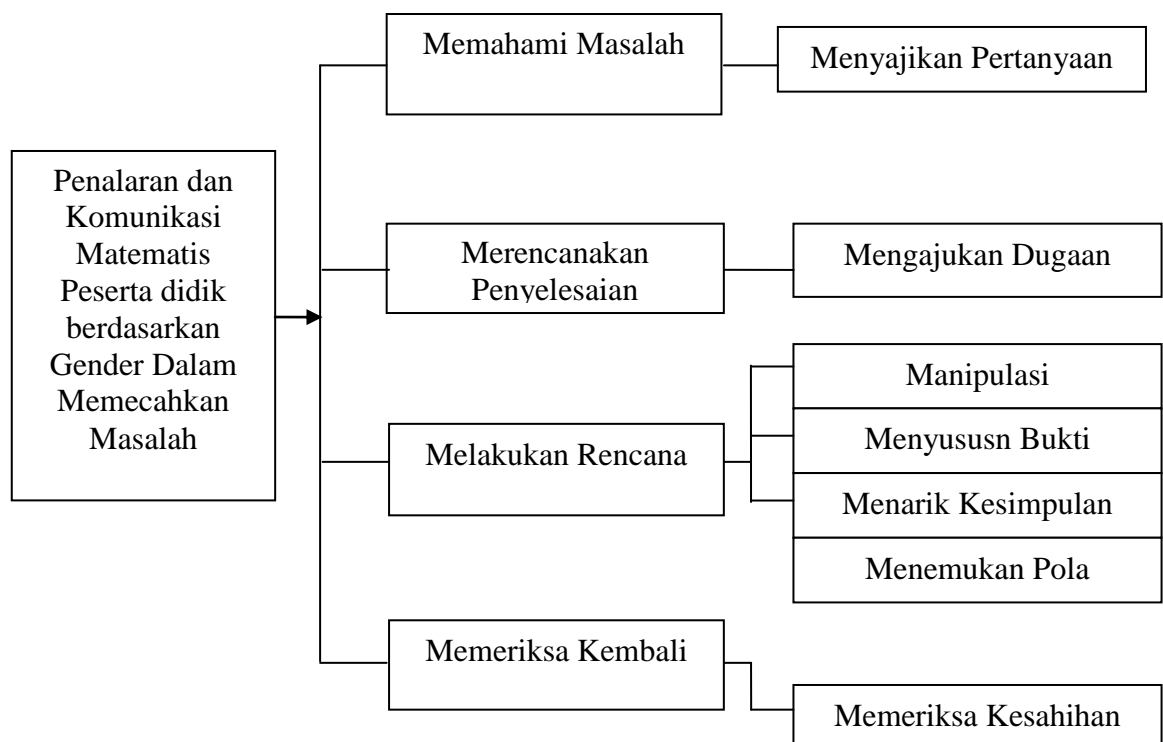 Penalaran dan
Komunikasi
Matematis
Peserta didik
berdasarkan
Gender Dalam
Memecahkan
Masalah
Memahami Masalah
Menyajikan Pertanyaan
Merencanakan
Penyelesaian
Mengajukan Dugaan
Melakukan Rencana
Manipulasi
Menyususn Bukti
Menarik Kesimpulan
Menemukan Pola
Memeriksa Kembali
Memeriksa Kesahihan